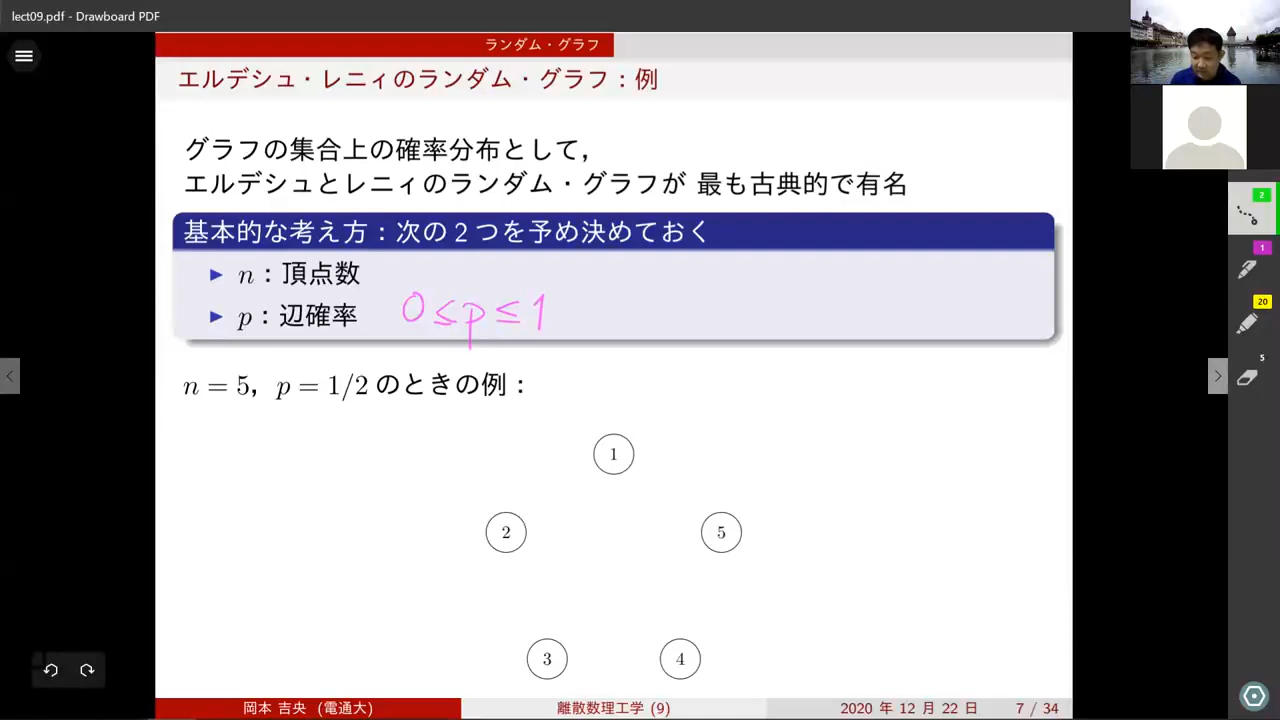 lect09.pdf - Drawboard PDF
ランダム・グラフ
エルデシュ・レニィのランダム・グラフ：例
グラフの集合上の確率分布として，
エルデシュとレニィのランダム・グラフが 最も古典的で有名
基本的な考え方：次の 2 つを予め決めておく
▶ n：頂点数
▶ p：辺確率 0 ≤ p ≤ 1
n = 5，p = 1/2 のときの例：
1
2
5
3
4
岡本 吉央 (電通大)
離散数理工学 (9)
2020 年 12 月 22 日
7 / 34
2
1
20
5